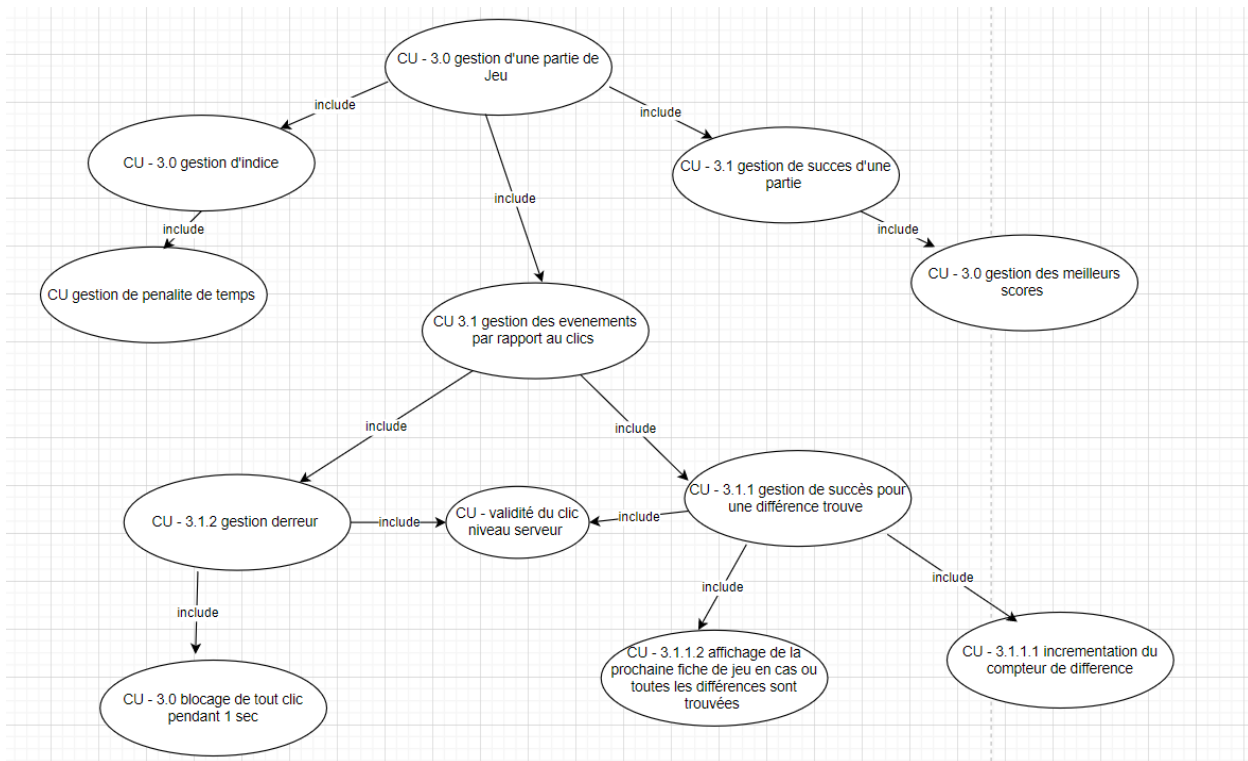 CU - 3.0 gestion d'une partie de
Jeu
include
include
CU - 3.0 gestion d'indice
CU - 3.1 gestion de succes d'une
partie
include
include
include
CU gestion de penalite de temps
CU - 3.0 gestion des meilleurs
scores
CU 3.1 gestion des evenements
par rapport au clics
include
include
CU - 3.1.2 gestion derreur
include
CU - validité du clic
niveau serveur
include
CU - 3.1.1 gestion de succès pour
une différence trouve
include
include
include
CU - 3.0 blocage de tout clic
pendant 1 sec
CU - 3.1.1.2 affichage de la
prochaine fiche de jeu en cas ou
toutes les différences sont
trouvées
CU - 3.1.1.1 incrementation du
compteur de difference